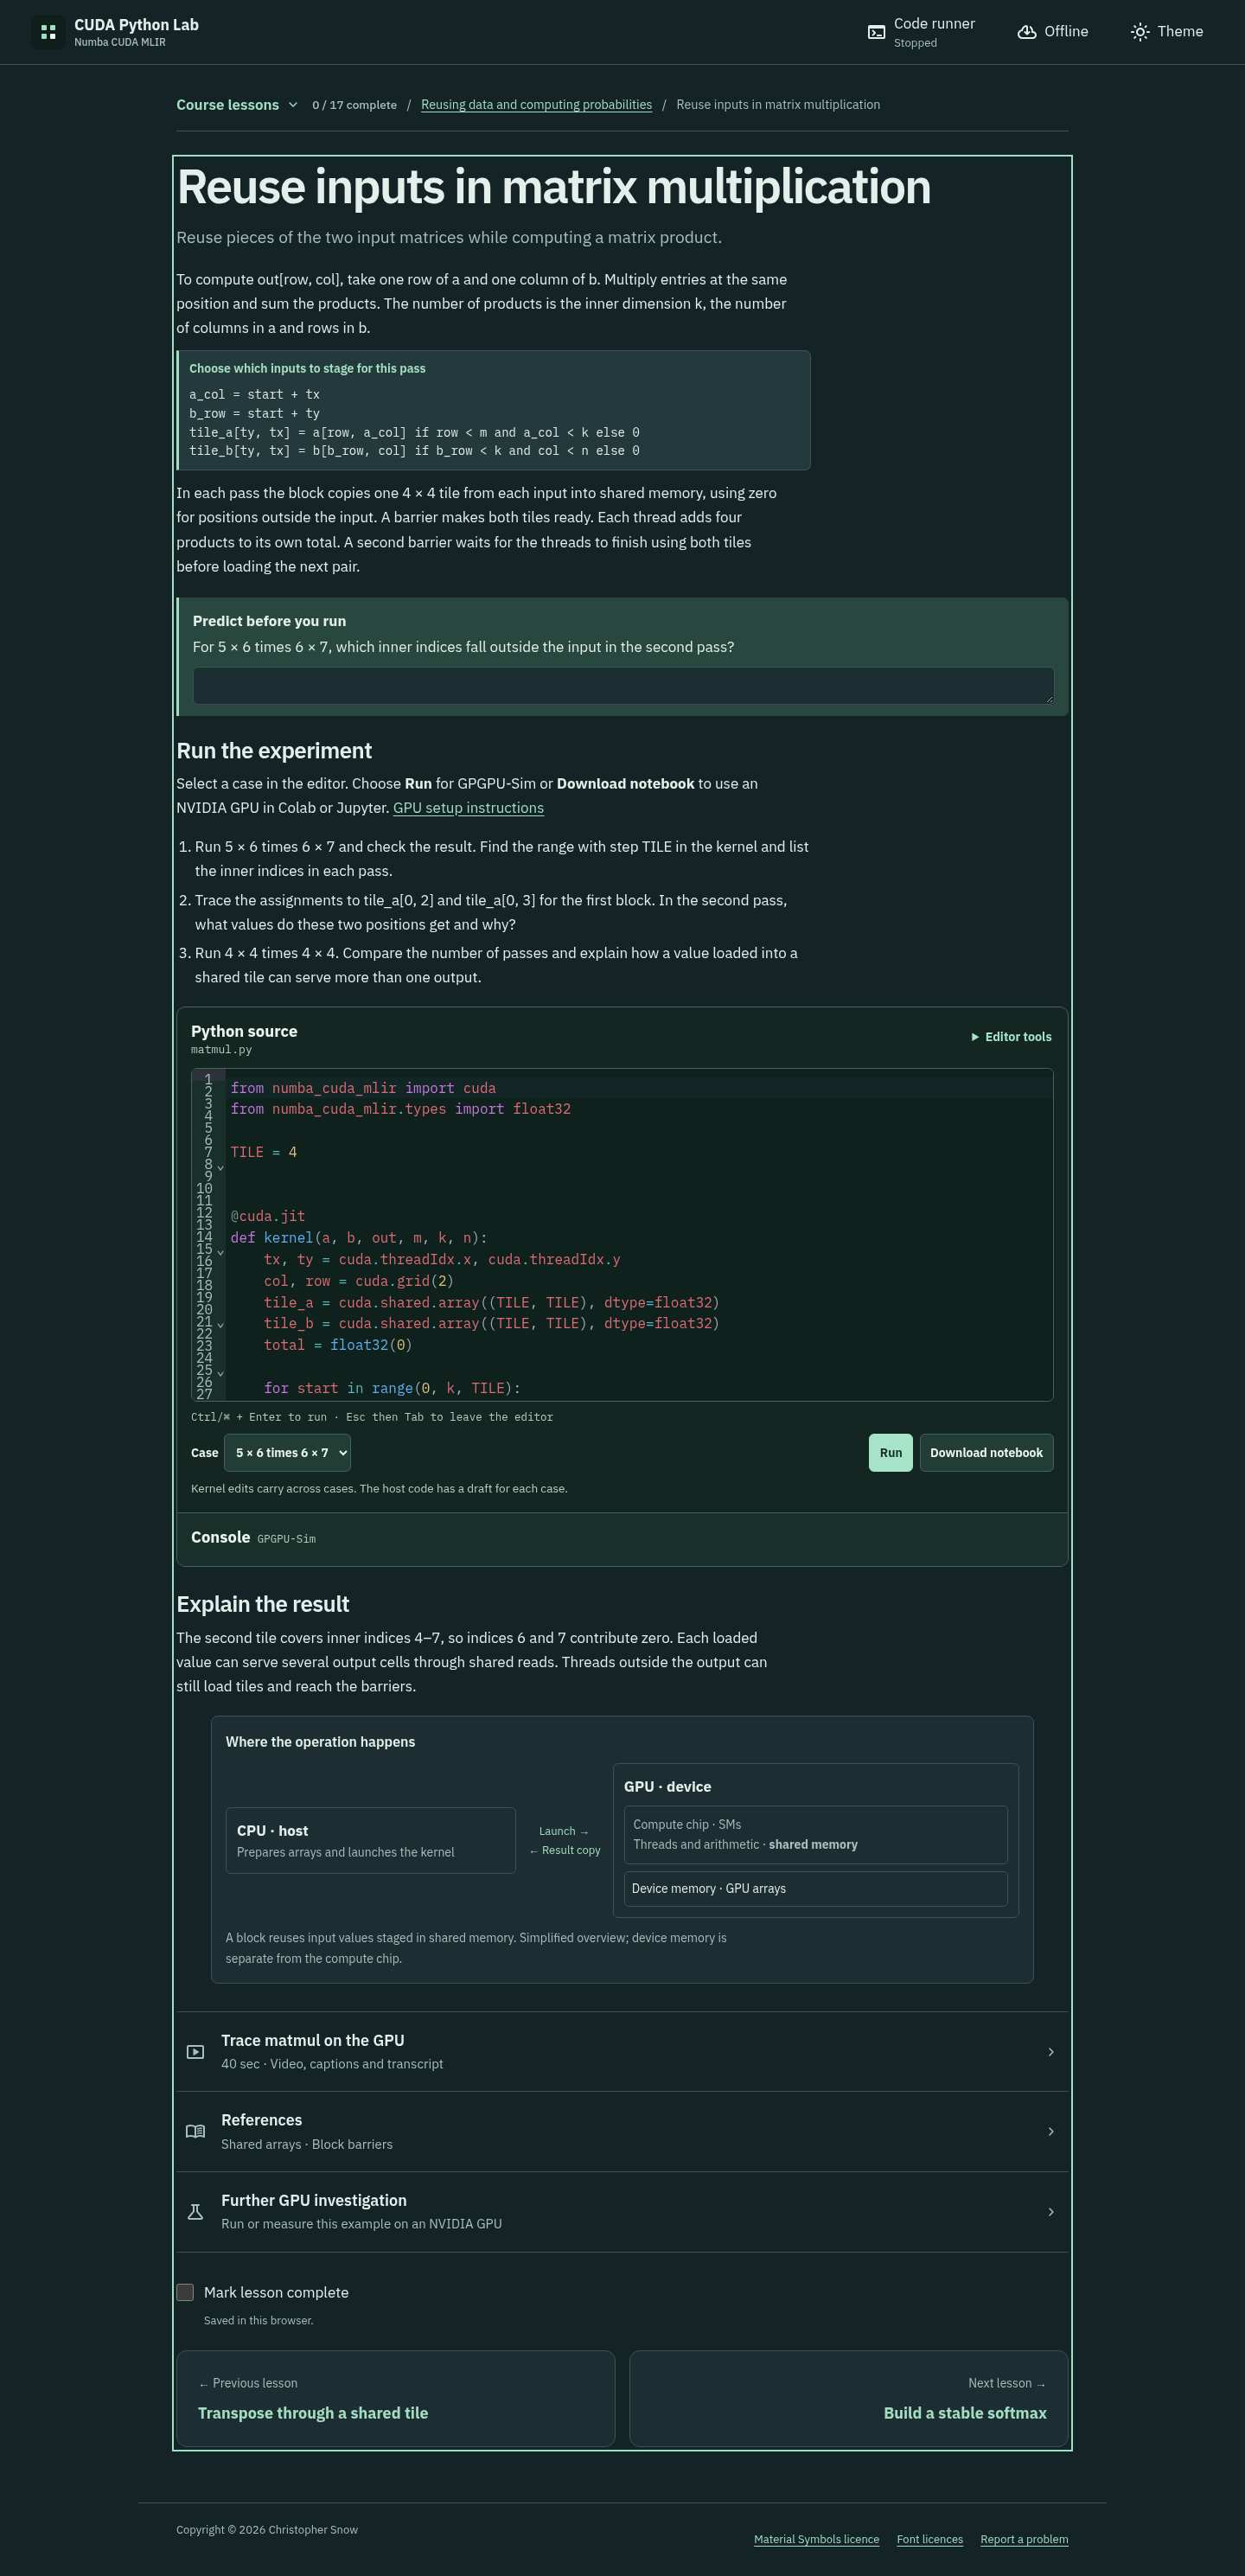 CUDA Python Lab
Numba CUDA MLIR
Code runner
Stopped
Offline
Theme
Course lessons
0 / 17 complete / Reusing data and computing probabilities / Reuse inputs in matrix multiplication
Reuse inputs in matrix multiplication
Reuse pieces of the two input matrices while computing a matrix product.
To compute out[row, col], take one row of a and one column of b. Multiply entries at the same
position and sum the products. The number of products is the inner dimension k, the number
of columns in a and rows in b.
Choose which inputs to stage for this pass
a_col = start + tx
b_row = start + ty
tile_a[ty, tx] = a[row, a_col] if row < m and a_col < k else 0
tile_b[ty, tx] = b[b_row, col] if b_row < k and col < n else 0
In each pass the block copies one 4 × 4 tile from each input into shared memory, using zero
for positions outside the input. A barrier makes both tiles ready. Each thread adds four
products to its own total. A second barrier waits for the threads to finish using both tiles
before loading the next pair.
Predict before you run
For 5 × 6 times 6 × 7, which inner indices fall outside the input in the second pass?
Run the experiment
Select a case in the editor. Choose Run for GPGPU-Sim or Download notebook to use an
NVIDIA GPU in Colab or Jupyter. GPU setup instructions
1. Run 5 × 6 times 6 × 7 and check the result. Find the range with step TILE in the kernel and list
the inner indices in each pass.
2. Trace the assignments to tile_a[0, 2] and tile_a[0, 3] for the first block. In the second pass,
what values do these two positions get and why?
3. Run 4 × 4 times 4 × 4. Compare the number of passes and explain how a value loaded into a
shared tile can serve more than one output.
Python source
matmul.py
▶ Editor tools
1
2
3
4
5
6
7
8
9
10
11
12
13
14
15
16
17
18
19
20
21
22
23
24
25
26
27
from numba_cuda_mlir import cuda
from numba_cuda_mlir.types import float32
TILE = 4
@cuda.jit
def kernel(a, b, out, m, k, n):
    tx, ty = cuda.threadIdx.x, cuda.threadIdx.y
    col, row = cuda.grid(2)
    tile_a = cuda.shared.array((TILE, TILE), dtype=float32)
    tile_b = cuda.shared.array((TILE, TILE), dtype=float32)
    total = float32(0)
    for start in range(0, k, TILE):
Ctrl/⌘ + Enter to run · Esc then Tab to leave the editor
Case
5 × 6 times 6 × 7
Run
Download notebook
Kernel edits carry across cases. The host code has a draft for each case.
Console GPGPU-Sim
Explain the result
The second tile covers inner indices 4–7, so indices 6 and 7 contribute zero. Each loaded
value can serve several output cells through shared reads. Threads outside the output can
still load tiles and reach the barriers.
Where the operation happens
CPU · host
Prepares arrays and launches the kernel
Launch →
← Result copy
GPU · device
Compute chip · SMs
Threads and arithmetic · shared memory
Device memory · GPU arrays
A block reuses input values staged in shared memory. Simplified overview; device memory is
separate from the compute chip.
Trace matmul on the GPU
40 sec · Video, captions and transcript
References
Shared arrays · Block barriers
Further GPU investigation
Run or measure this example on an NVIDIA GPU
Mark lesson complete
Saved in this browser.
← Previous lesson
Transpose through a shared tile
Next lesson →
Build a stable softmax
Copyright © 2026 Christopher Snow
Material Symbols licence
Font licences
Report a problem